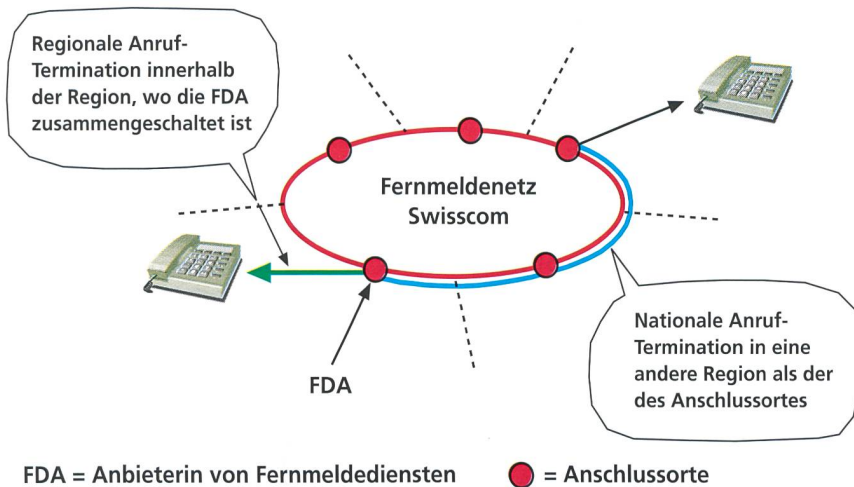 Regionale Anruf-
Termination innerhalb
der Region, wo die FDA
zusammengeschaltet ist
Fernmeldenetz
Swisscom
Nationale Anruf-
Termination in eine
andere Region als der
des Anschlussortes
FDA
FDA = Anbieterin von Fernmeldediensten
= Anschlussorte